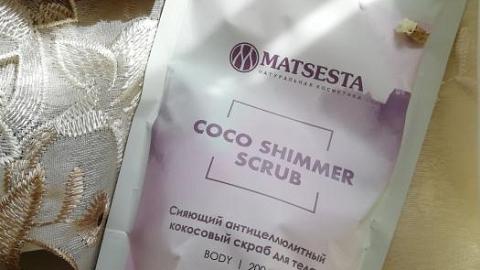 MATSESTA
НАТУРАЛЬНАЯ КОСМЕТИКА
COCO SHIMMER
SCRUB
Сияющий антицеллюлитный
кокосовый скраб для тела
BODY | 200